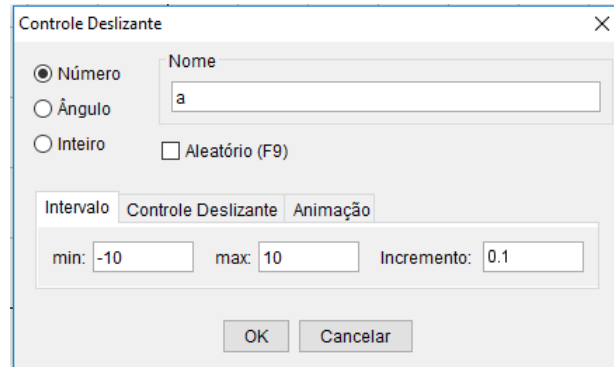 Controle Deslizante
Número
Ângulo
Inteiro
Nome
a
Aleatório (F9)
Intervalo Controle Deslizante Animação
min: -10 max: 10 Incremento: 0.1
OK Cancelar